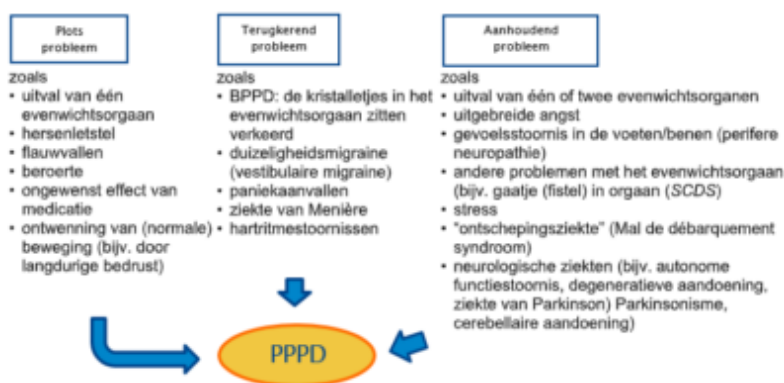 Plots
probleem
zoals
• uitval van één
evenwichtsorgaan
• hersenletstel
• flauwvallen
• beroerte
• ongewenst effect van
medicatie
• ontwenning van (normale)
beweging (bijv. door
langdurige bedrust)
Terugkerend
probleem
zoals
• BPPD: de kristalletjes in het
evenwichtsorgaan zitten
verkeerd
• duizeligheidsmigraine
(vestibulaire migraine)
• paniekaanvallen
• ziekte van Menière
• hartritmestoornissen
Aanhoudend
probleem
zoals
• uitval van één of twee evenwichtsorganen
• uitgebreide angst
• gevoelsstoornis in de voeten/benen (perifere
neuropathie)
• andere problemen met het evenwichtsorgaan
(bijv. gaatje (fistel) in orgaan (SCDS)
• stress
• “ontschepingsziekte” (Mal de débarquement
syndroom)
• neurologische ziekten (bijv. autonome
functiestoornis, degeneratieve aandoening,
ziekte van Parkinson) Parkinsonisme,
cerebellaire aandoening)
PPPD